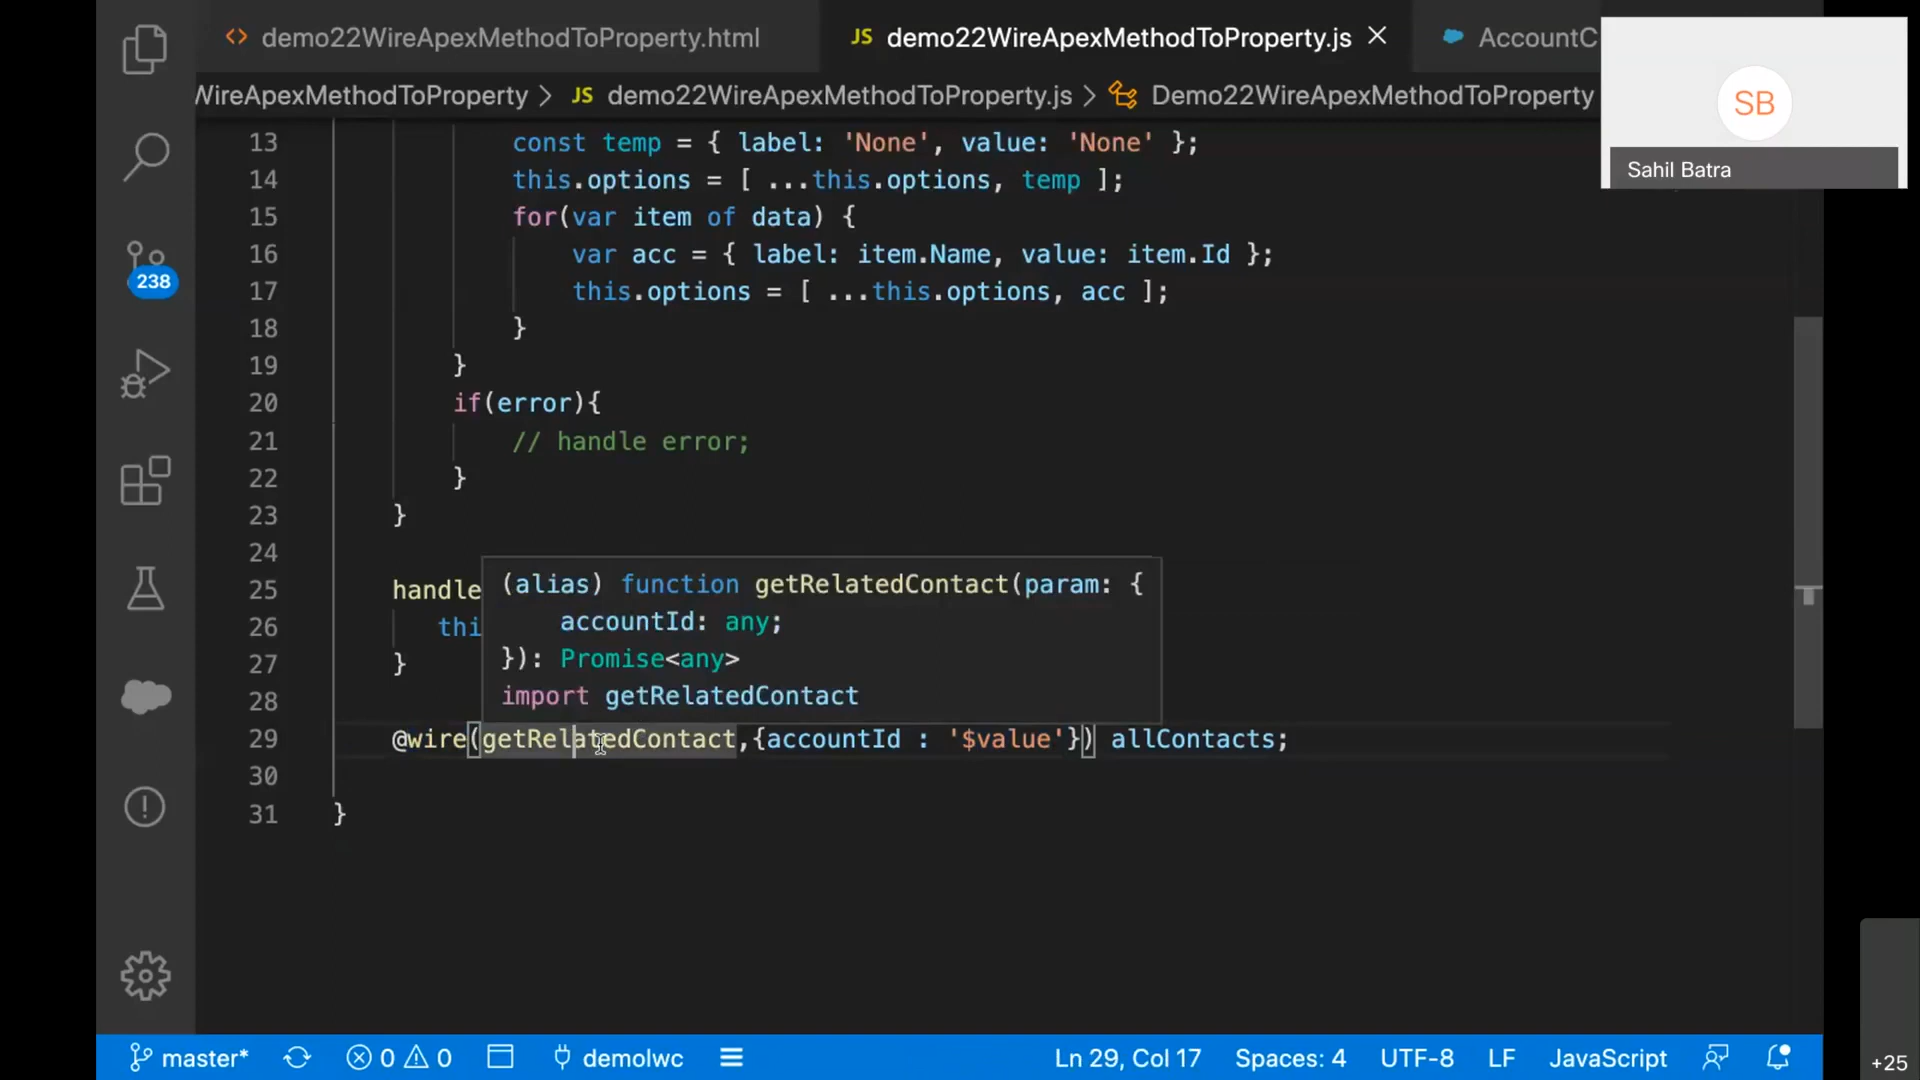 demo22WireApexMethodToProperty.html
JS demo22WireApexMethodToProperty.js
AccountC
WireApexMethodToProperty > JS demo22WireApexMethodToProperty.js > Demo22WireApexMethodToProperty
SB
Sahil Batra
238
13 const temp = { label: 'None', value: 'None' };
14 this.options = [ ...this.options, temp ];
15 for(var item of data) {
16 var acc = { label: item.Name, value: item.Id };
17 this.options = [ ...this.options, acc ];
18 }
19 }
20 if(error){
21 // handle error;
22 }
23 }
24
25 handle
26 thi
27 }
28
(alias) function getRelatedContact(param: {
accountId: any;
}): Promise<any>
import getRelatedContact
29 @wire(getRelatedContact,{accountId : '$value'}) allContacts;
30
31 }
master* 0 0 demolwc Ln 29, Col 17 Spaces: 4 UTF-8 LF JavaScript
+25